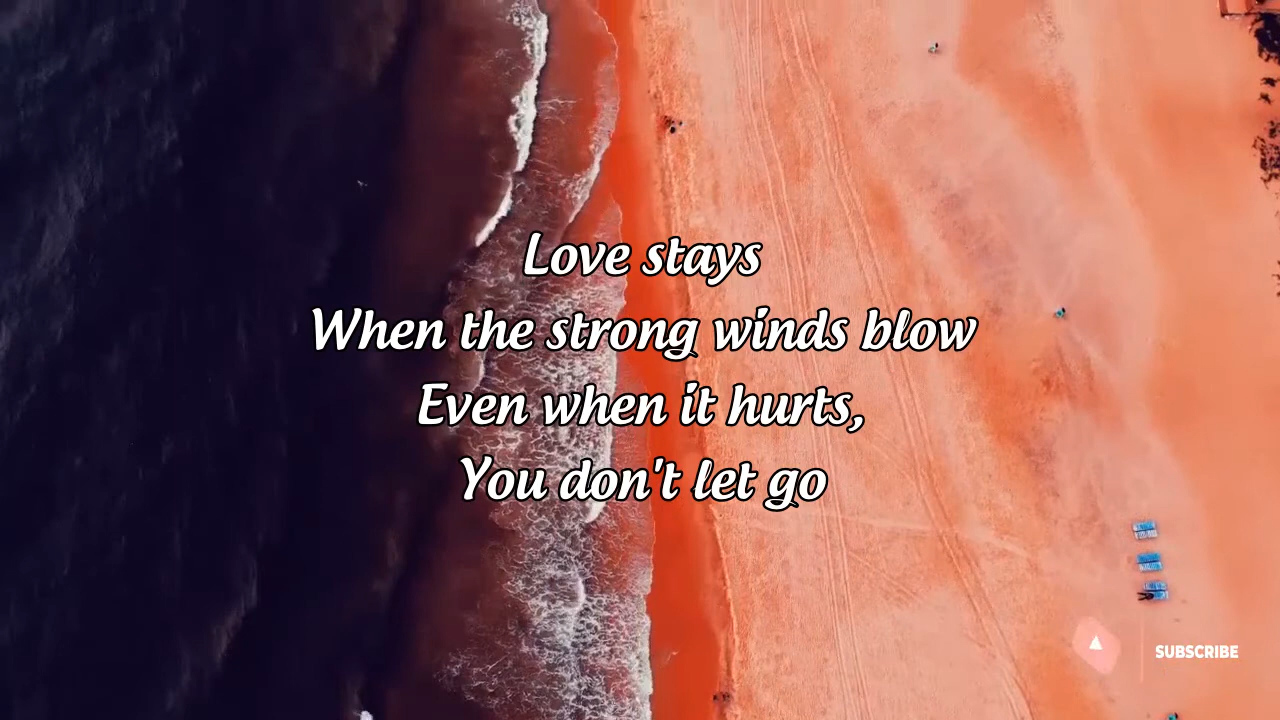 Love stays
When the strong winds blow
Even when it hurts,
You don't let go
SUBSCRIBE